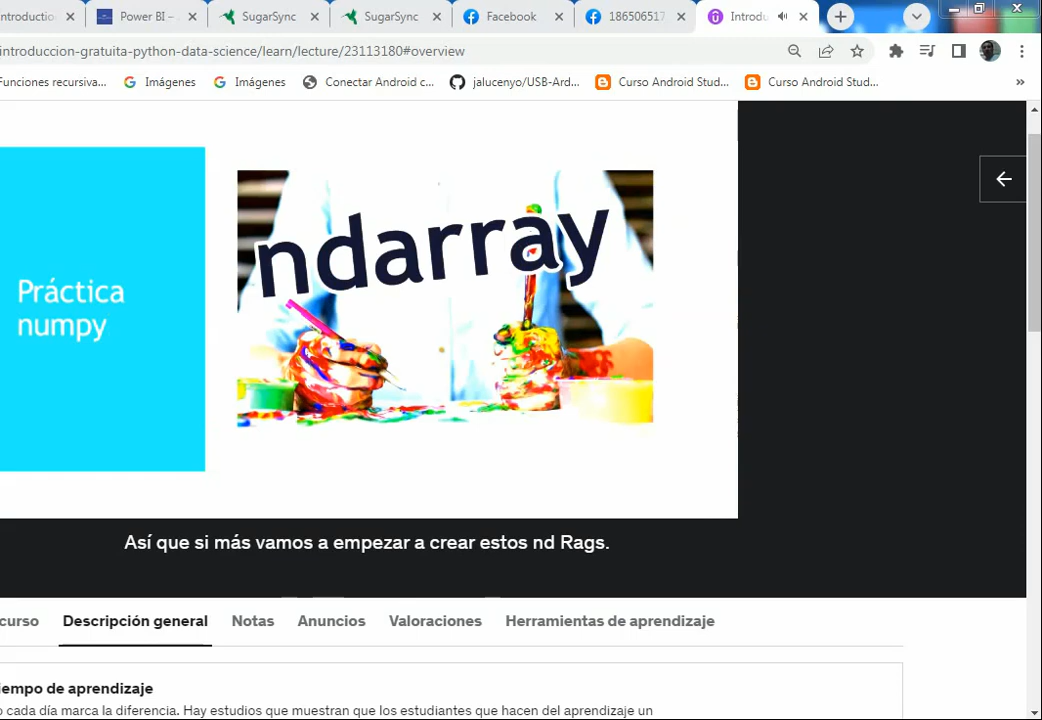 Introductio
Power BI –
SugarSync
SugarSync
Facebook
186506517
Introdu
introduccion-gratuita-python-data-science/learn/lecture/23113180#overview
Funciones recursiva...
Imágenes
Imágenes
Conectar Android c...
jalucenyo/USB-Ard...
Curso Android Stud...
Curso Android Stud...
»
Práctica
numpy
ndarray
Así que si más vamos a empezar a crear estos nd Rags.
curso
Descripción general
Notas
Anuncios
Valoraciones
Herramientas de aprendizaje
iempo de aprendizaje
o cada día marca la diferencia. Hay estudios que muestran que los estudiantes que hacen del aprendizaje un